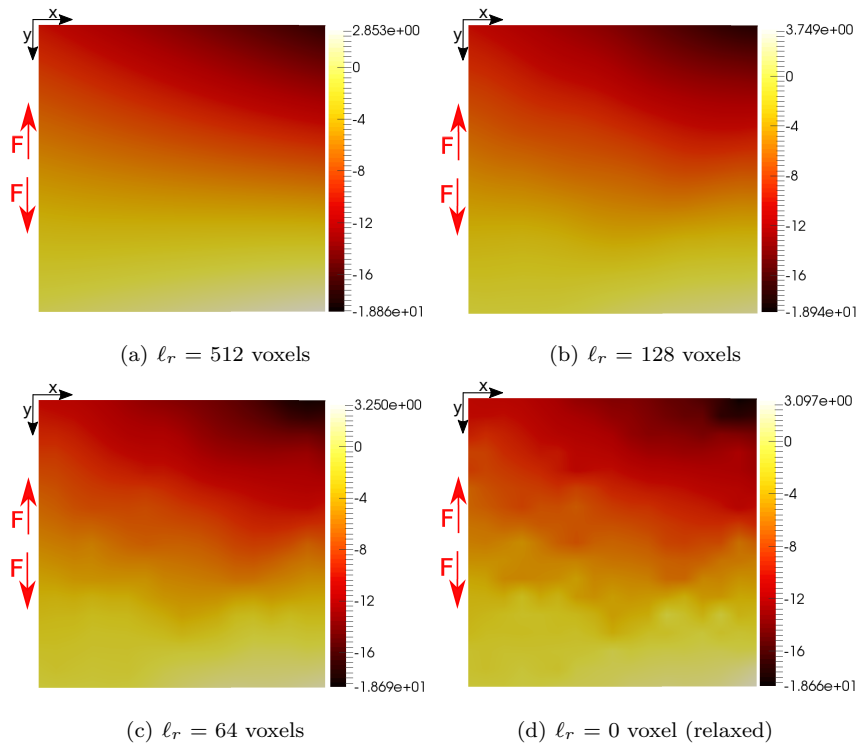 x
y
F
F
2.853e+00
0
-4
-8
-12
-16
-1.886e+01
(a) ℓr = 512 voxels
x
y
F
F
3.749e+00
0
-4
-8
-12
-16
-1.894e+01
(b) ℓr = 128 voxels
x
y
F
F
3.250e+00
0
-4
-8
-12
-16
-1.869e+01
(c) ℓr = 64 voxels
x
y
F
F
3.097e+00
0
-4
-8
-12
-16
-1.866e+01
(d) ℓr = 0 voxel (relaxed)